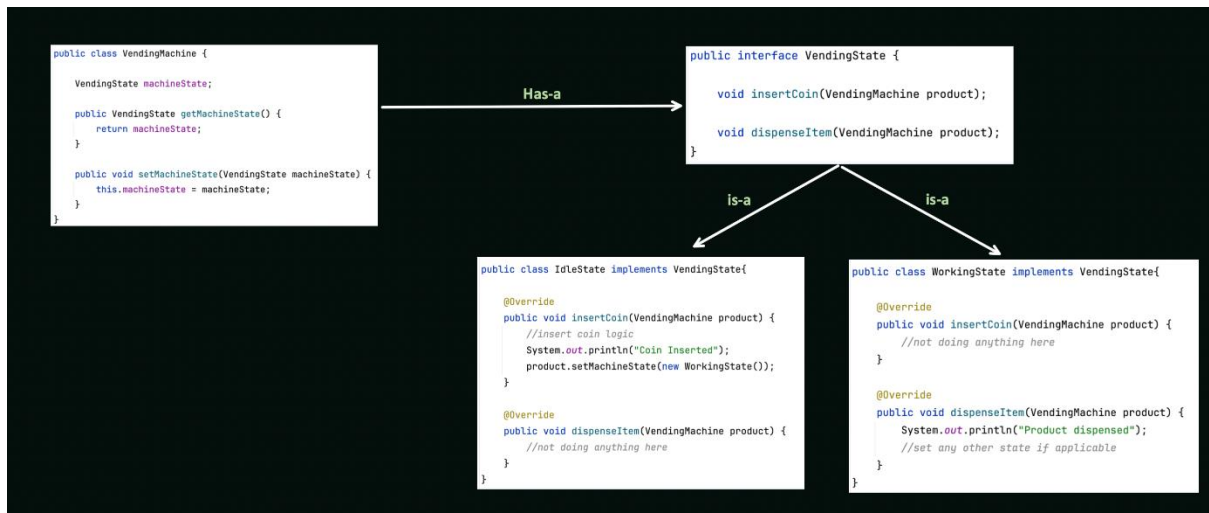 public class VendingMachine {
VendingState machineState;
public VendingState getMachineState() {
return machineState;
}
public void setMachineState(VendingState machineState) {
this.machineState = machineState;
}
}
Has-a
public interface VendingState {
void insertCoin(VendingMachine product);
void dispenseItem(VendingMachine product);
}
is-a
is-a
public class IdleState implements VendingState{
@Override
public void insertCoin(VendingMachine product) {
//insert coin logic
System.out.println("Coin Inserted");
product.setMachineState(new WorkingState());
}
@Override
public void dispenseItem(VendingMachine product) {
//not doing anything here
}
}
public class WorkingState implements VendingState{
@Override
public void insertCoin(VendingMachine product) {
//not doing anything here
}
@Override
public void dispenseItem(VendingMachine product) {
System.out.println("Product dispensed");
//set any other state if applicable
}
}